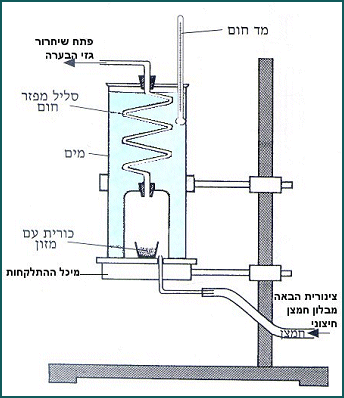 מד חום
פתח שיחרור
גזי הבערה
סליל מפזר
חום
מים
כורית עם
מזון
מיכל ההתלקחות
צינורית הבאה
מבלון חמצן
חיצוני
חמצן